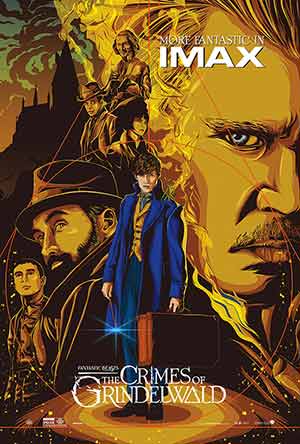 MORE FANTASTIC IN
IMAX
FANTASTIC BEASTS
THE CRIMES OF
GRINDELWALD